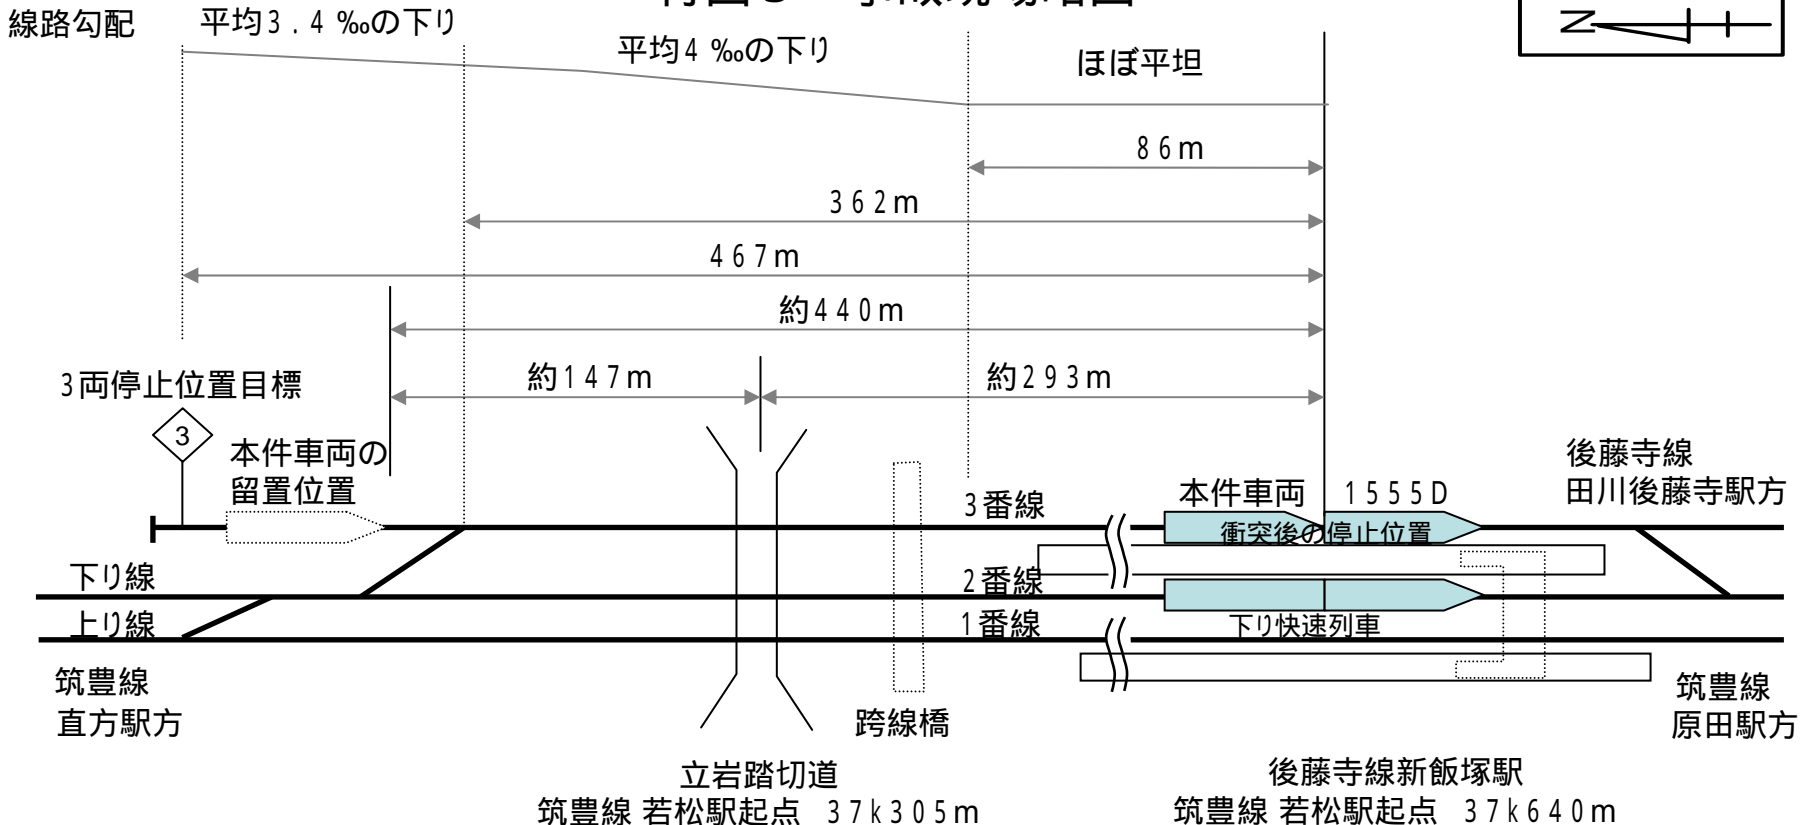 線路勾配
平均3.4‰の下り
平均4‰の下り
ほぼ平坦
N
86m
362m
467m
約440m
約147m
約293m
3両停止位置目標
3
本件車両の
留置位置
3番線
本件車両
1555D
衝突後の停止位置
後藤寺線
田川後藤寺駅方
下り線
2番線
上り線
1番線
下り快速列車
筑豊線
直方駅方
跨線橋
筑豊線
原田駅方
立岩踏切道
筑豊線 若松駅起点 37k305m
後藤寺線新飯塚駅
筑豊線 若松駅起点 37k640m